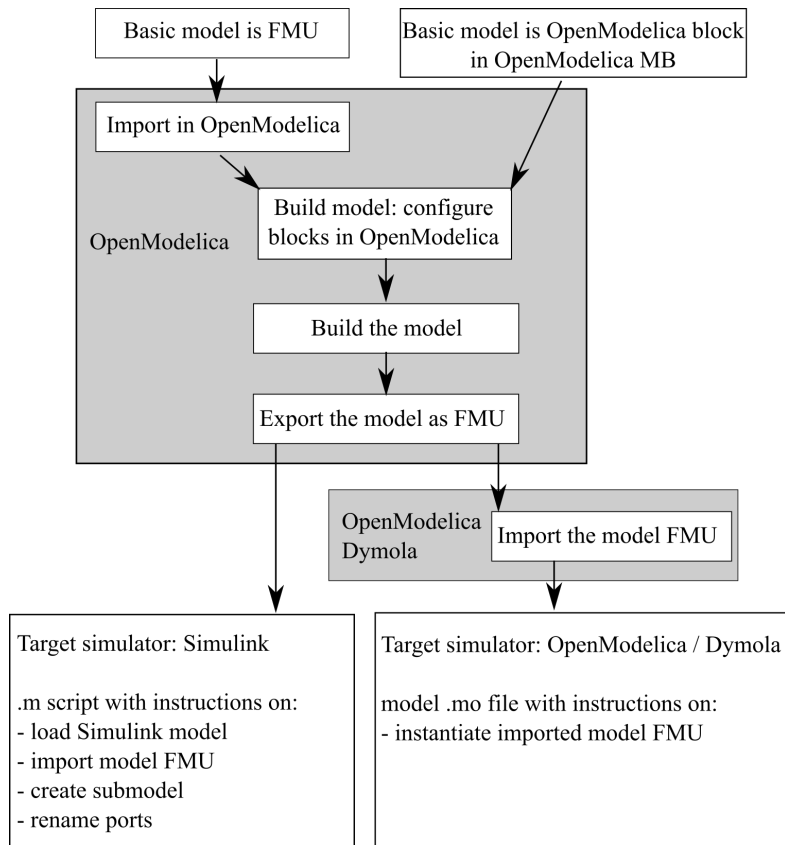 Basic model is FMU
Basic model is OpenModelica block
in OpenModelica MB
Import in OpenModelica
Build model: configure
blocks in OpenModelica
OpenModelica
Build the model
Export the model as FMU
OpenModelica
Dymola
Import the model FMU
Target simulator: Simulink
.m script with instructions on:
- load Simulink model
- import model FMU
- create submodel
- rename ports
Target simulator: OpenModelica / Dymola
model .mo file with instructions on:
- instantiate imported model FMU